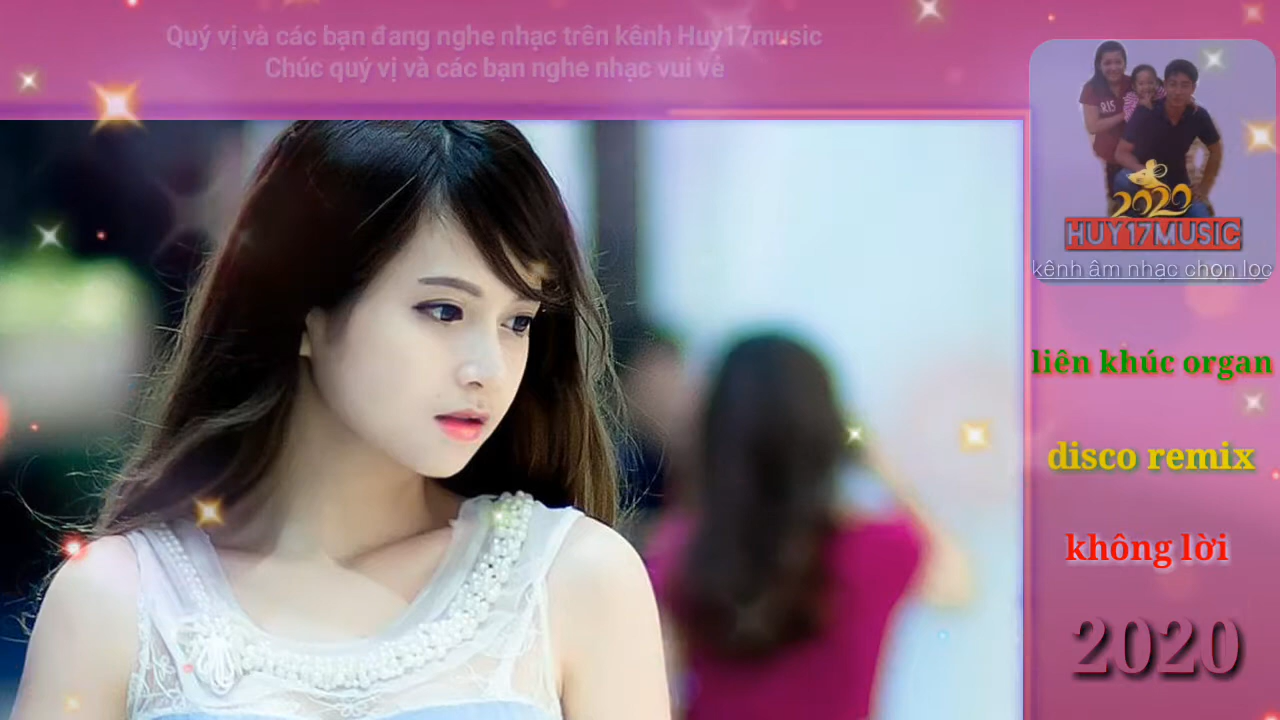 Quý vị và các bạn đang nghe nhạc trên kênh Huy17music
Chúc quý vị và các bạn nghe nhạc vui vẻ
RIS
2020
HUY17MUSIC
kênh âm nhạc chọn lọc
liên khúc organ
disco remix
không lời
2020